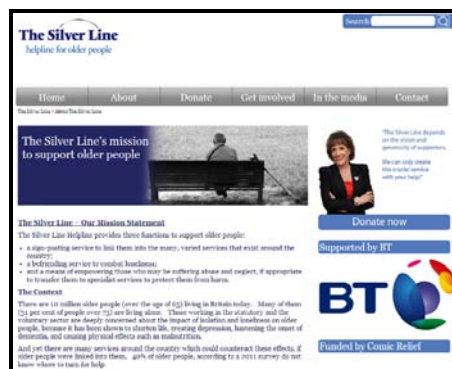 The Silver Line
helpline for older people
Search
Home
About
Donate
Get involved
In the media
Contact
The Silver Line > About The Silver Line
The Silver Line's mission
to support older people
"The Silver Line depends
on the vision and
generosity of supporters.
We can only create
this crucial service
with your help!"
Donate now
Supported by BT
BT
Funded by Comic Relief
The Silver Line – Our Mission Statement
The Silver Line Helpline provides three functions to support older people:
• a sign-posting service to link them into the many, varied services that exist around the
country;
• a befriending service to combat loneliness;
• and a means of empowering those who may be suffering abuse and neglect, if appropriate
to transfer them to specialist services to protect them from harm.
The Context
There are 10 million older people (over the age of 65) living in Britain today. Many of them
(51 per cent of people over 75) are living alone. Those working in the statutory and the
voluntary sector are deeply concerned about the impact of isolation and loneliness on older
people, because it has been shown to shorten life, creating depression, hastening the onset of
dementia, and causing physical effects such as malnutrition.
And yet there are many services around the country which could counteract these effects, if
older people were linked into them. 40% of older people, according to a 2011 survey do not
know where to turn for help.